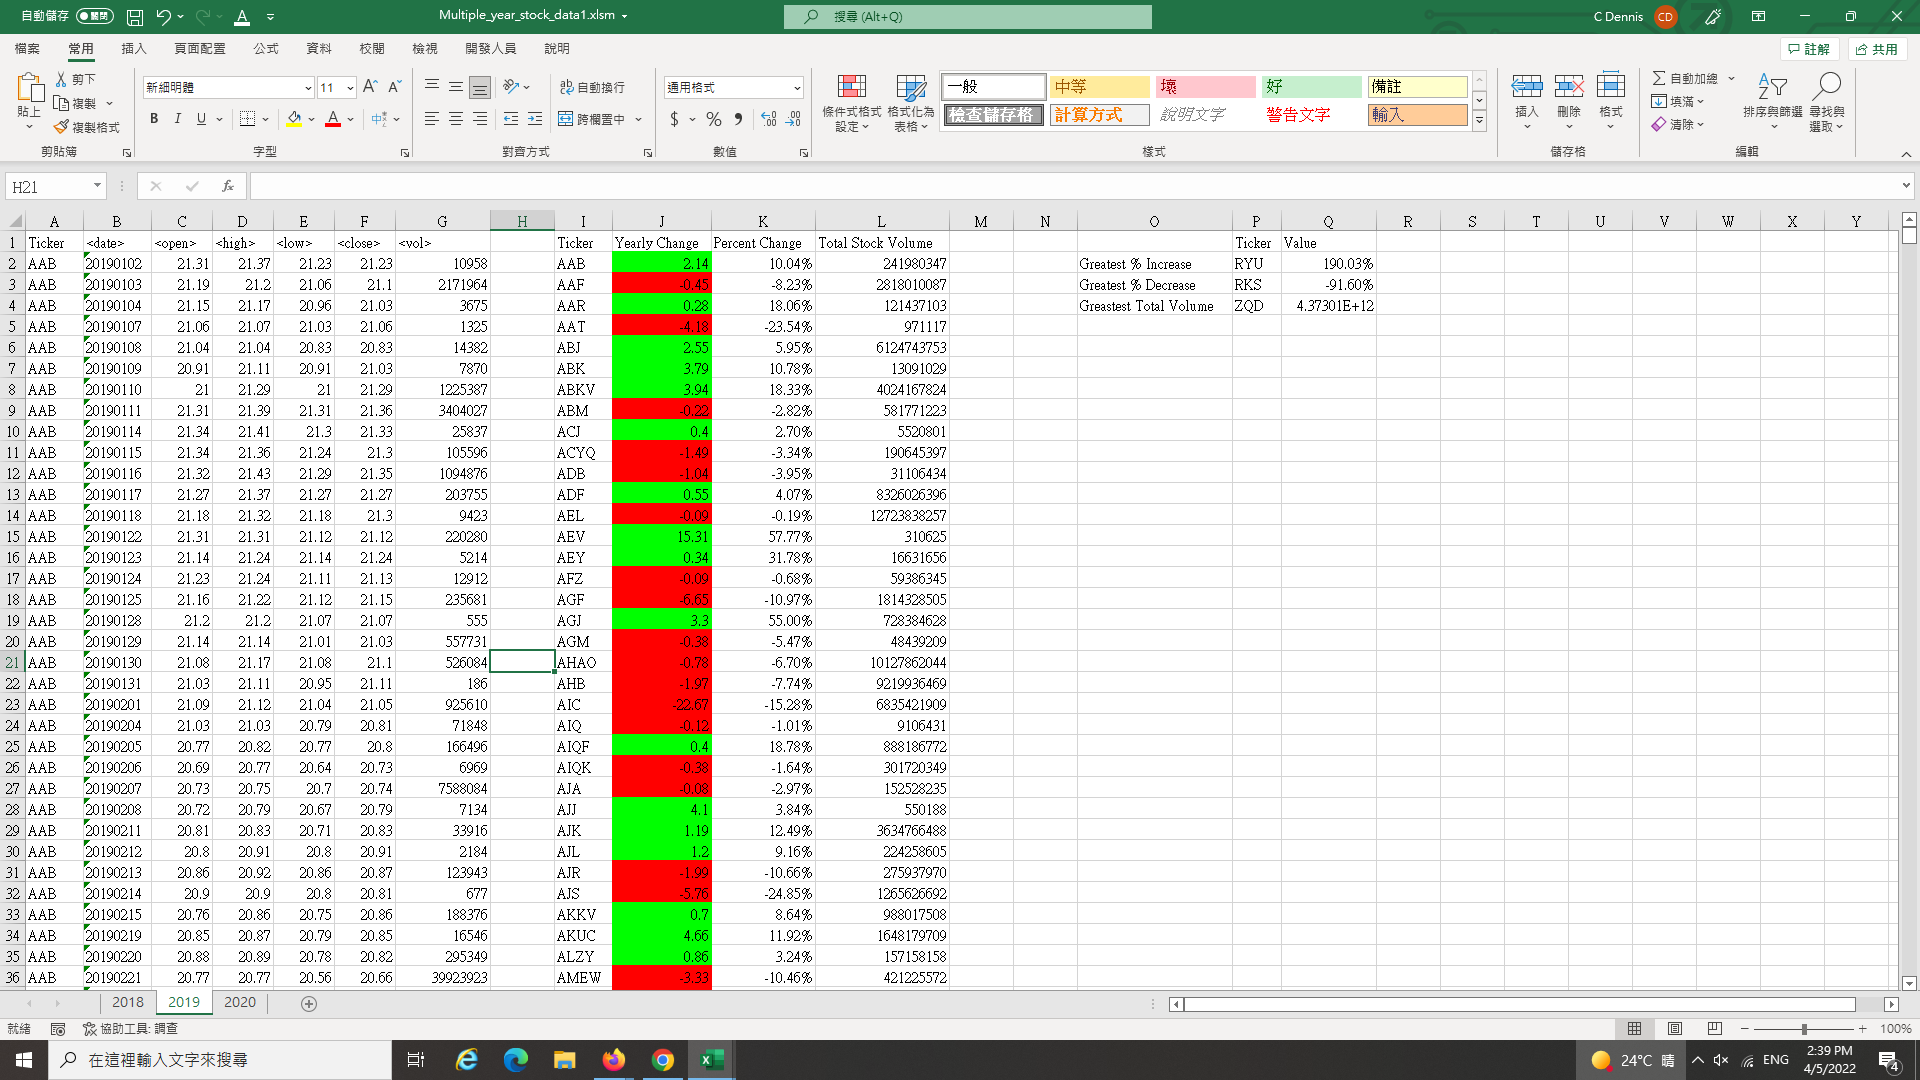 自動儲存 關閉 Multiple_year_stock_data1.xlsm 搜尋 (Alt+Q) C Dennis CD
檔案 常用 插入 頁面配置 公式 資料 校閱 檢視 開發人員 說明 註解 共用
貼上 剪下 複製 複製格式 剪貼簿
新細明體 11 B I U A 字型
自動換行 跨欄置中 對齊方式
通用格式 $ % 數值
條件式格式設定 格式化為表格 一般 中等 壞 好 備註
檢查儲存格 計算方式 說明文字 警告文字 輸入 樣式
插入 刪除 格式 儲存格
自動加總 填滿 清除 排序與篩選 尋找與選取 編輯
H21 fx
A B C D E F G H I J K L M N O P Q R S T U V W X Y
1 Ticker <date> <open> <high> <low> <close> <vol> Ticker Yearly Change Percent Change Total Stock Volume Ticker Value
2 AAB 20190102 21.31 21.37 21.23 21.23 10958 AAB 2.14 10.04% 241980347 Greatest % Increase RYU 190.03%
3 AAB 20190103 21.19 21.2 21.06 21.1 2171964 AAF -0.45 -8.23% 2818010087 Greatest % Decrease RKS -91.60%
4 AAB 20190104 21.15 21.17 20.96 21.03 3675 AAR 0.28 18.06% 121437103 Greastest Total Volume ZQD 4.37301E+12
5 AAB 20190107 21.06 21.07 21.03 21.06 1325 AAT -4.18 -23.54% 971117
6 AAB 20190108 21.04 21.04 20.83 20.83 14382 ABJ 2.55 5.95% 6124743753
7 AAB 20190109 20.91 21.11 20.91 21.03 7870 ABK 3.79 10.78% 13091029
8 AAB 20190110 21 21.29 21 21.29 1225387 ABKV 3.94 18.33% 4024167824
9 AAB 20190111 21.31 21.39 21.31 21.36 3404027 ABM -0.22 -2.82% 581771223
10 AAB 20190114 21.34 21.41 21.3 21.33 25837 ACJ 0.4 2.70% 5520801
11 AAB 20190115 21.34 21.36 21.24 21.3 105596 ACYQ -1.49 -3.34% 190645397
12 AAB 20190116 21.32 21.43 21.29 21.35 1094876 ADB -1.04 -3.95% 31106434
13 AAB 20190117 21.27 21.37 21.27 21.27 203755 ADF 0.55 4.07% 8326026396
14 AAB 20190118 21.18 21.32 21.18 21.3 9423 AEL -0.09 -0.19% 12723838257
15 AAB 20190122 21.31 21.31 21.12 21.12 220280 AEV 15.31 57.77% 310625
16 AAB 20190123 21.14 21.24 21.14 21.24 5214 AEY 0.34 31.78% 16631656
17 AAB 20190124 21.23 21.24 21.11 21.13 12912 AFZ -0.09 -0.68% 59386345
18 AAB 20190125 21.16 21.22 21.12 21.15 235681 AGF -6.65 -10.97% 1814328505
19 AAB 20190128 21.2 21.2 21.07 21.07 555 AGJ 3.3 55.00% 728384628
20 AAB 20190129 21.14 21.14 21.01 21.03 557731 AGM -0.38 -5.47% 48439209
21 AAB 20190130 21.08 21.17 21.08 21.1 526084 AHAO -0.78 -6.70% 10127862044
22 AAB 20190131 21.03 21.11 20.95 21.11 186 AHB -1.97 -7.74% 9219936469
23 AAB 20190201 21.09 21.12 21.04 21.05 925610 AIC -22.67 -15.28% 6835421909
24 AAB 20190204 21.03 21.03 20.79 20.81 71848 AIQ -0.12 -1.01% 9106431
25 AAB 20190205 20.77 20.82 20.77 20.8 166496 AIQF 0.4 18.78% 888186772
26 AAB 20190206 20.69 20.77 20.64 20.73 6969 AIQK -0.38 -1.64% 301720349
27 AAB 20190207 20.73 20.75 20.7 20.74 7588084 AJA -0.08 -2.97% 152528235
28 AAB 20190208 20.72 20.79 20.67 20.79 7134 AJJ 4.1 3.84% 550188
29 AAB 20190211 20.81 20.83 20.71 20.83 33916 AJK 1.19 12.49% 3634766488
30 AAB 20190212 20.8 20.91 20.8 20.91 2184 AJL 1.2 9.16% 224258605
31 AAB 20190213 20.86 20.92 20.86 20.87 123943 AJR -1.99 -10.66% 275937970
32 AAB 20190214 20.9 20.9 20.8 20.81 677 AJS -5.76 -24.85% 1265626692
33 AAB 20190215 20.76 20.86 20.75 20.86 188376 AKKV 0.7 8.64% 988017508
34 AAB 20190219 20.85 20.87 20.79 20.85 16546 AKUC 4.66 11.92% 1648179709
35 AAB 20190220 20.88 20.89 20.78 20.82 295349 ALZY 0.86 3.24% 157158158
36 AAB 20190221 20.77 20.77 20.56 20.66 39923923 AMEW -3.33 -10.46% 421225572
2018 2019 2020
就緒 協助工具: 調查 100%
在這裡輸入文字來搜尋 24°C 晴 ENG 2:39 PM
4/5/2022 4